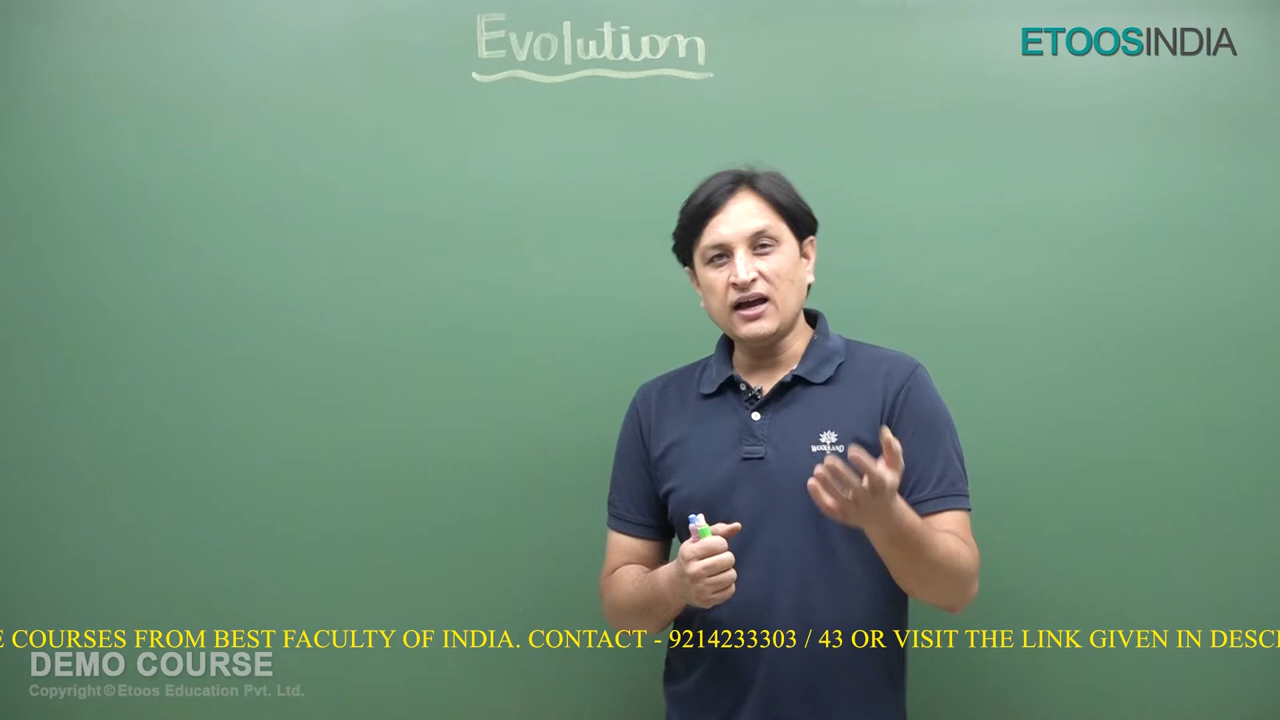 Evolution
ETOOSINDIA
WOODLAND
E COURSES FROM BEST FACULTY OF INDIA. CONTACT - 9214233303 / 43 OR VISIT THE LINK GIVEN IN DESC
DEMO COURSE
Copyright © Etoos Education Pvt. Ltd.